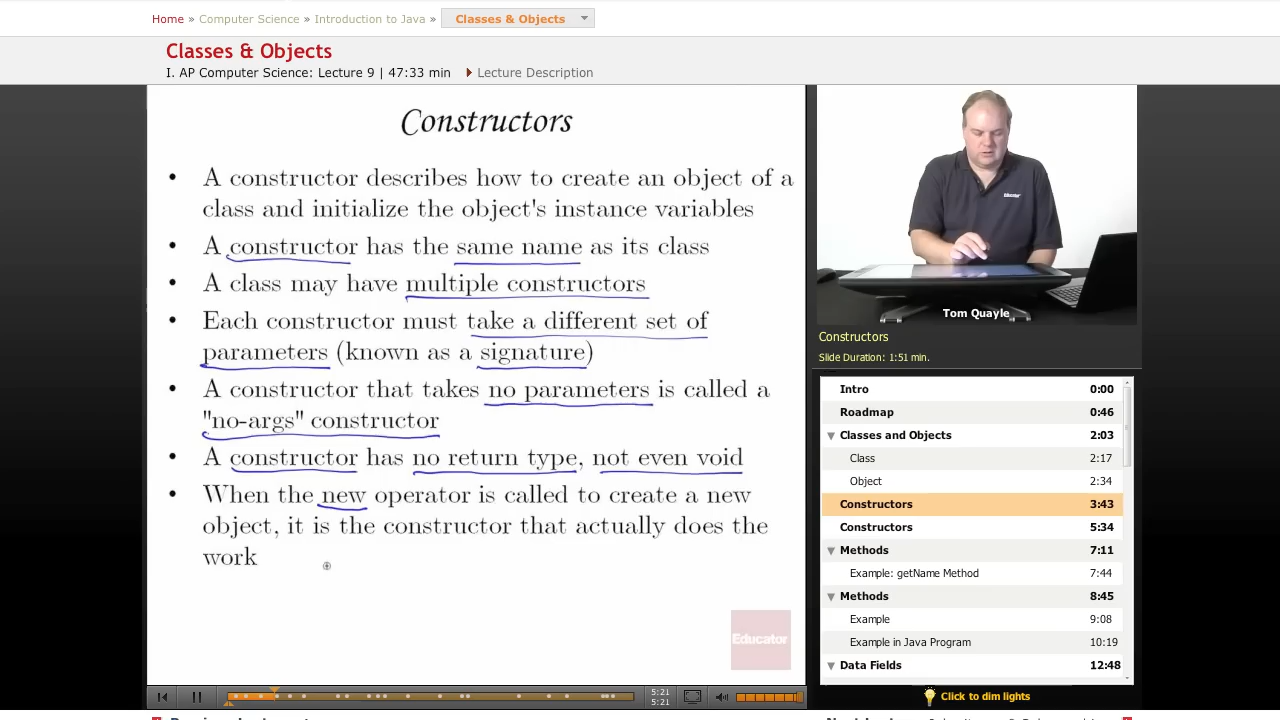 Home » Computer Science » Introduction to Java » Classes & Objects
Classes & Objects
I. AP Computer Science: Lecture 9 | 47:33 min Lecture Description
Constructors
• A constructor describes how to create an object of a
class and initialize the object's instance variables
• A constructor has the same name as its class
• A class may have multiple constructors
• Each constructor must take a different set of
parameters (known as a signature)
• A constructor that takes no parameters is called a
"no-args" constructor
• A constructor has no return type, not even void
• When the new operator is called to create a new
object, it is the constructor that actually does the
work
Educator
5:21
5:21
Educator
Tom Quayle
Constructors
Slide Duration: 1:51 min.
Intro 0:00
Roadmap 0:46
Classes and Objects 2:03
Class 2:17
Object 2:34
Constructors 3:43
Constructors 5:34
Methods 7:11
Example: getName Method 7:44
Methods 8:45
Example 9:08
Example in Java Program 10:19
Data Fields 12:48
Click to dim lights